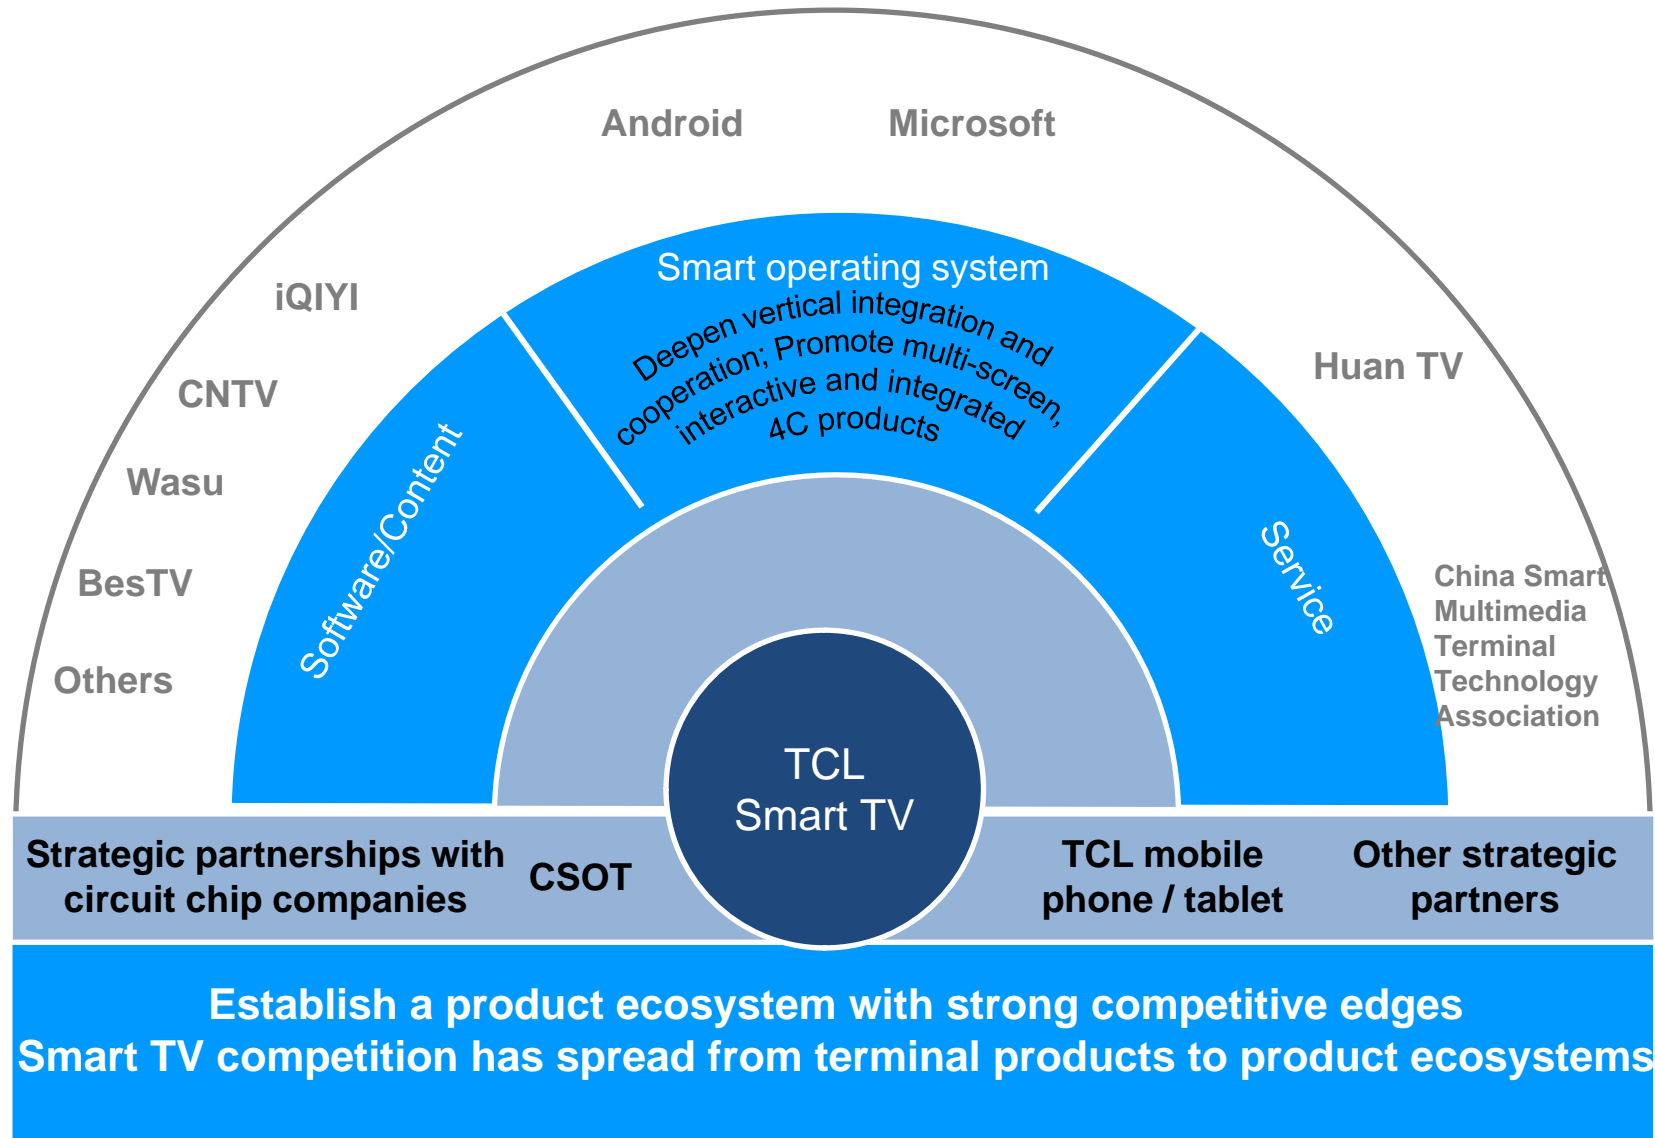 Android
Microsoft
Smart operating system
Deepen vertical integration and
cooperation; Promote multi-screen,
interactive and integrated
4C products
iQIYI
CNTV
Wasu
BesTV
Others
Software/Content
Service
Huan TV
China Smart
Multimedia
Terminal
Technology
Association
TCL
Smart TV
Strategic partnerships with
circuit chip companies
CSOT
TCL mobile
phone / tablet
Other strategic
partners
Establish a product ecosystem with strong competitive edges
Smart TV competition has spread from terminal products to product ecosystems